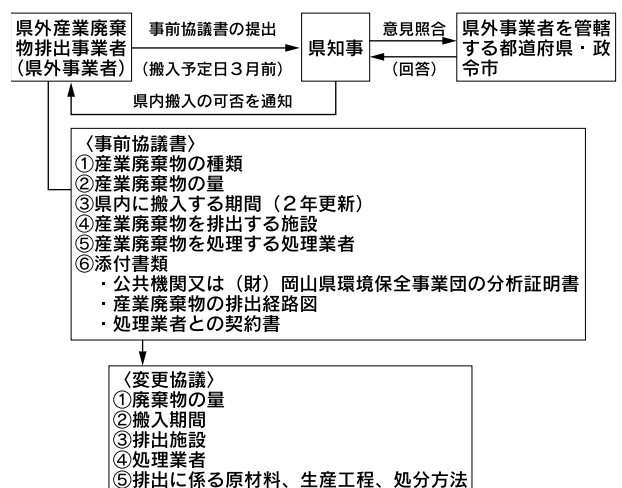 県外産業廃棄
物排出事業者
(県外事業者)
事前協議書の提出
(搬入予定日3月前)
県知事
意見照合
(回答)
県外事業者を管轄
する都道府県・政
令市
県内搬入の可否を通知
〈事前協議書〉
①産業廃棄物の種類
②産業廃棄物の量
③県内に搬入する期間(2年更新)
④産業廃棄物を排出する施設
⑤産業廃棄物を処理する処理業者
⑥添付書類
・公共機関又は(財)岡山県環境保全事業団の分析証明書
・産業廃棄物の排出経路図
・処理業者との契約書
〈変更協議〉
①廃棄物の量
②搬入期間
③排出施設
④処理業者
⑤排出に係る原材料、生産工程、処分方法